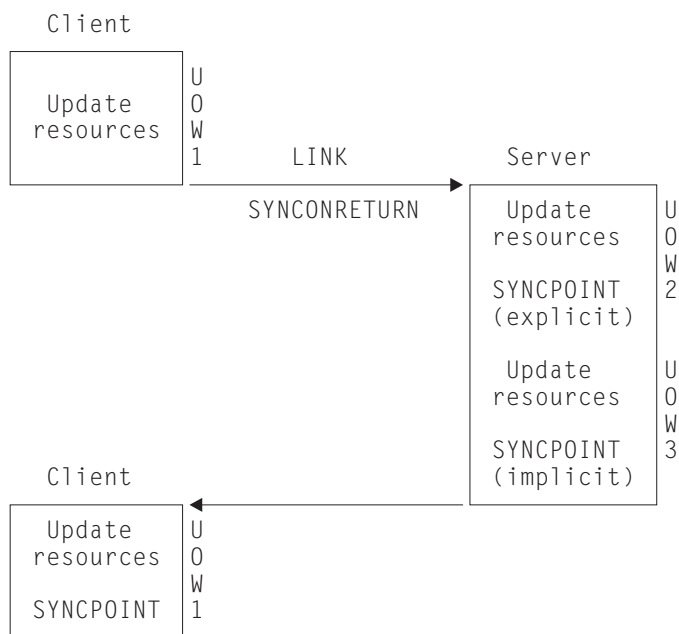 Client
Update
resources
U
O
W
1
LINK
SYNCONRETURN
Server
Update
resources
SYNCPOINT
(explicit)
U
O
W
2
Update
resources
SYNCPOINT
(implicit)
U
O
W
3
Client
Update
resources
SYNCPOINT
U
O
W
1